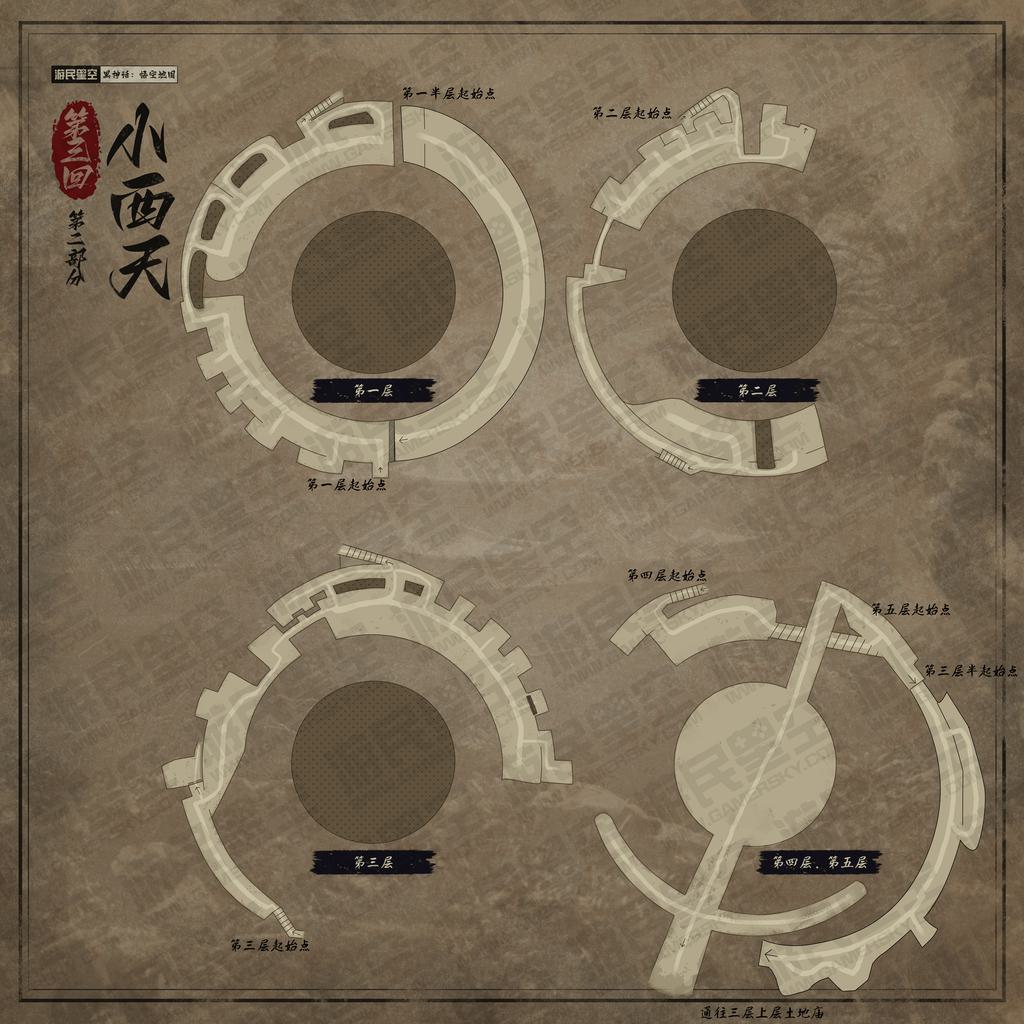 游民星空 黑神话：悟空地图
小西天
第三回
第二部分
第一半层起始点
第二层起始点
第一层
第二层
第一层起始点
第四层起始点
第五层起始点
第三层半起始点
第三层
第四层、第五层
第三层起始点
通往三层上层土地庙